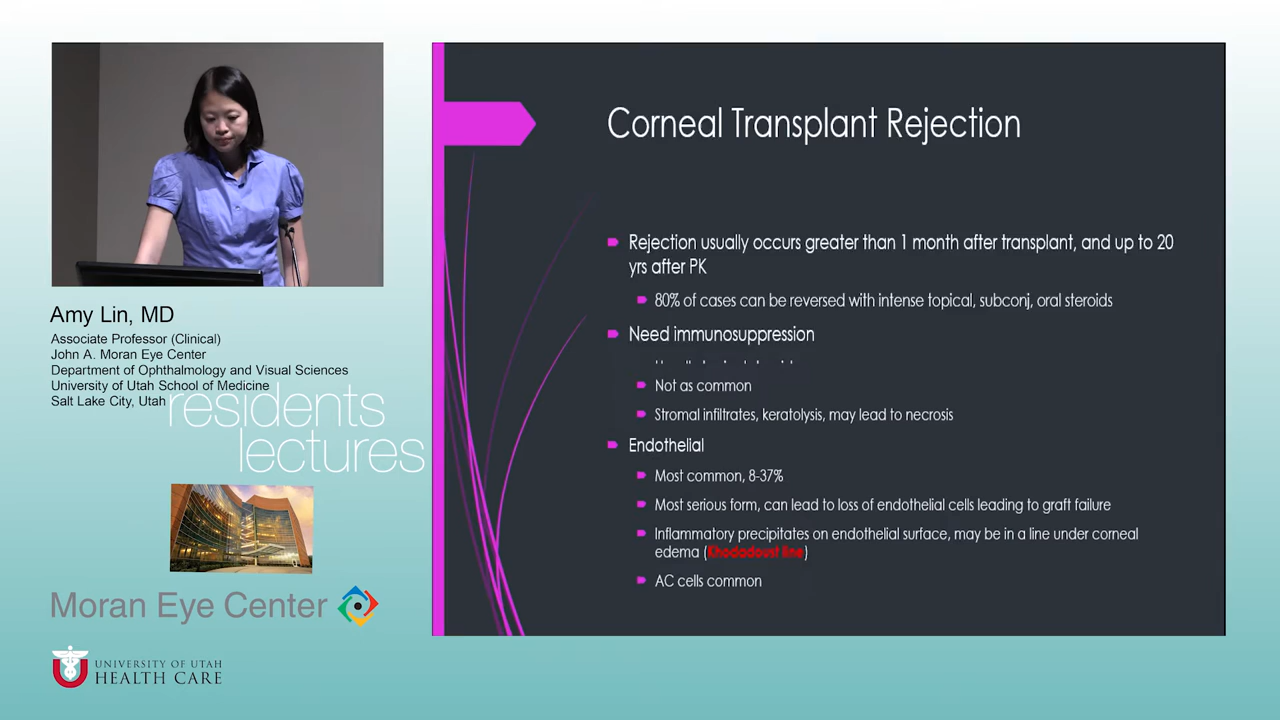 Corneal Transplant Rejection
Rejection usually occurs greater than 1 month after transplant, and up to 20
yrs after PK
80% of cases can be reversed with intense topical, subconj, oral steroids
Need immunosuppression
Not as common
Stromal infiltrates, keratolysis, may lead to necrosis
Endothelial
Most common, 8-37%
Most serious form, can lead to loss of endothelial cells leading to graft failure
Inflammatory precipitates on endothelial surface, may be in a line under corneal
edema (Khodadoust line)
AC cells common
Amy Lin, MD
Associate Professor (Clinical)
John A. Moran Eye Center
Department of Ophthalmology and Visual Sciences
University of Utah School of Medicine
Salt Lake City, Utah
residents
lectures
Moran Eye Center
UNIVERSITY OF UTAH
HEALTH CARE